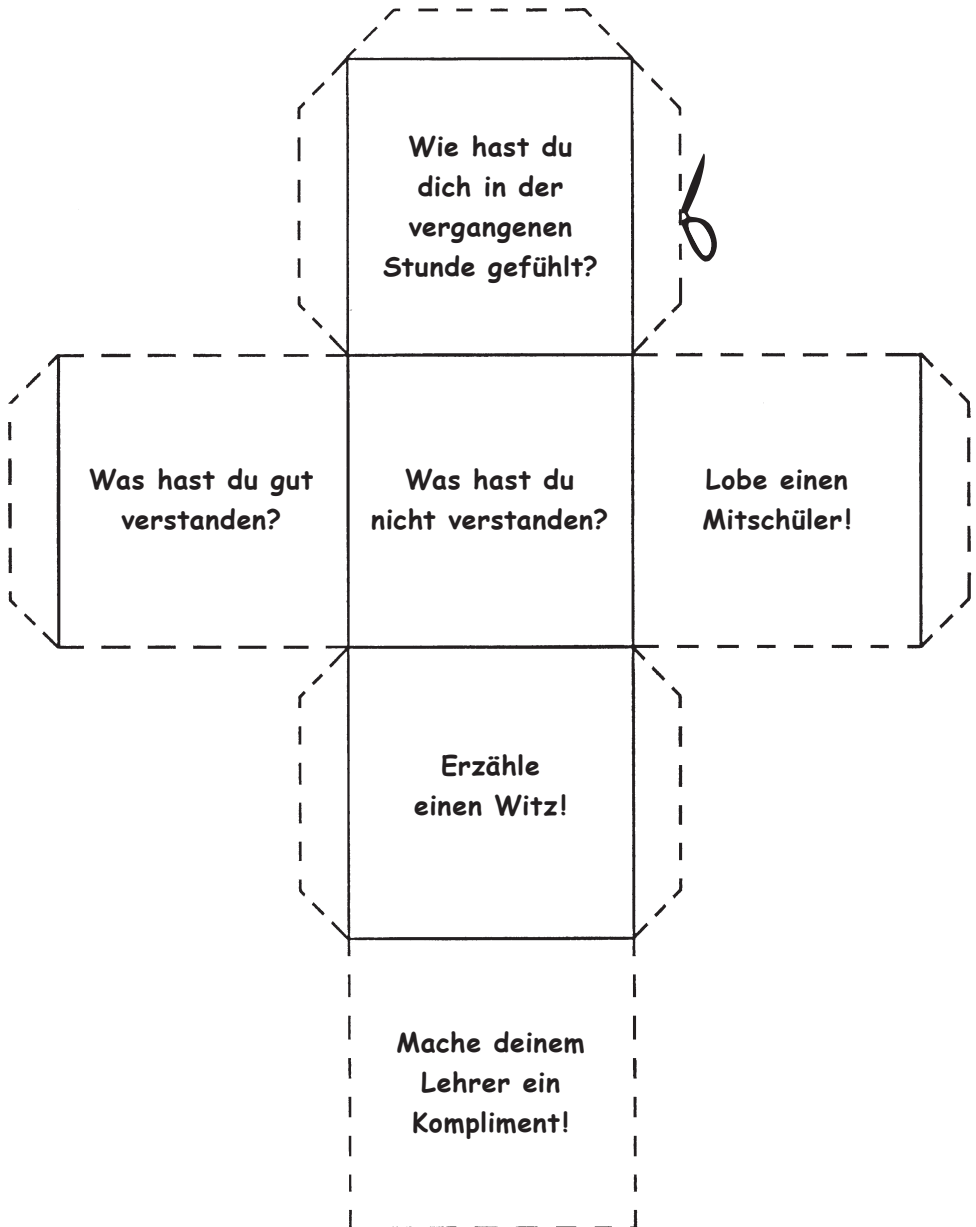 Wie hast du
dich in der
vergangenen
Stunde gefühlt?
Was hast du gut
verstanden?
Was hast du
nicht verstanden?
Lobe einen
Mitschüler!
Erzähle
einen Witz!
Mache deinem
Lehrer ein
Kompliment!